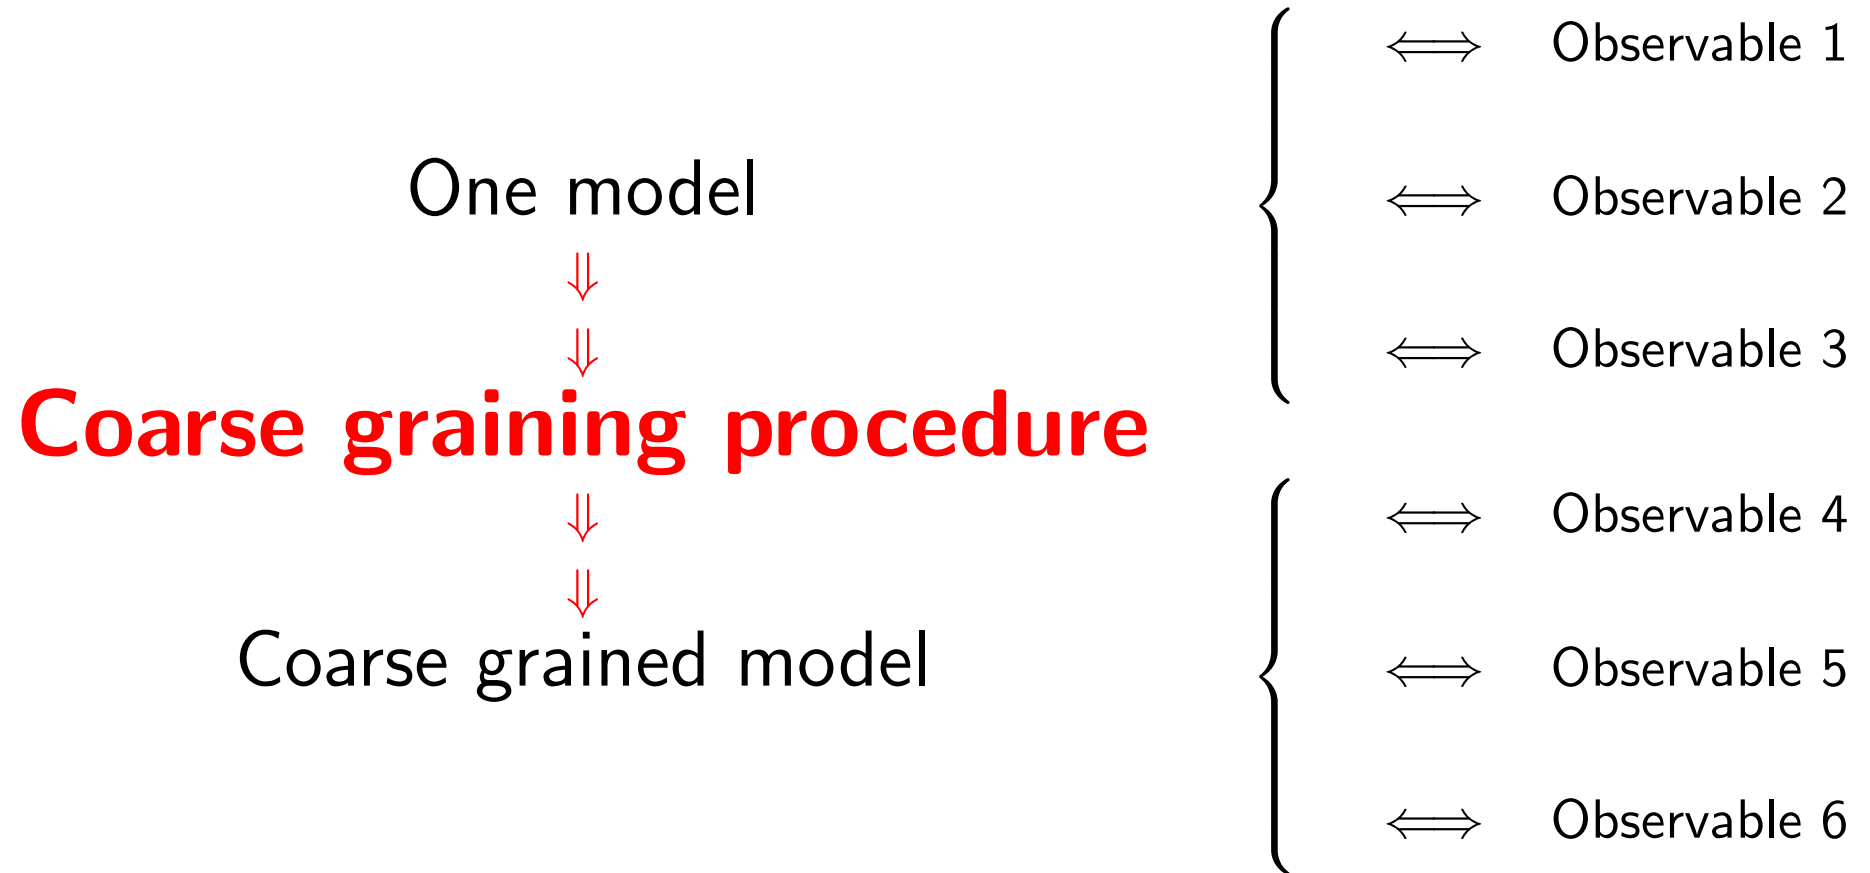 One model
⇓
⇓
Coarse graining procedure
⇓
⇓
Coarse grained model
⟺ Observable 1
⟺ Observable 2
⟺ Observable 3
⟺ Observable 4
⟺ Observable 5
⟺ Observable 6